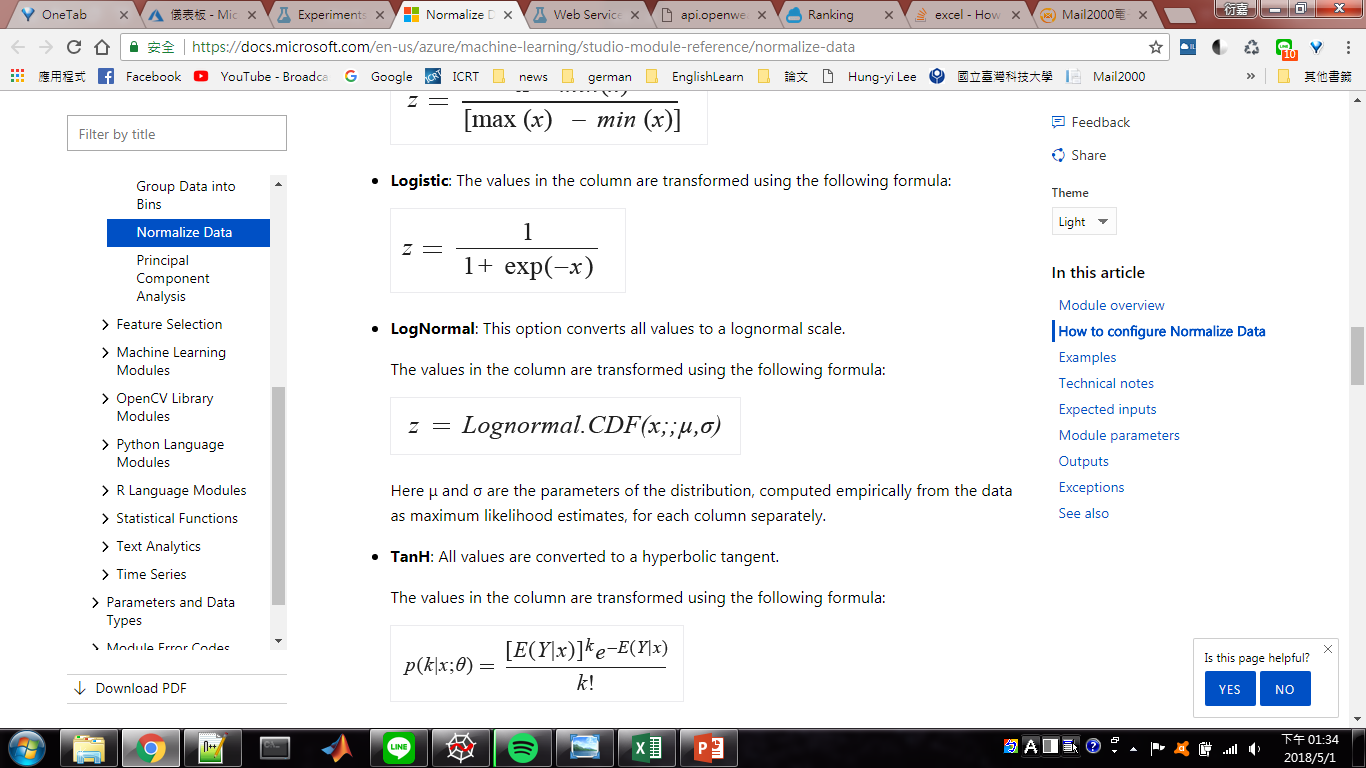 OneTab
儀表板 - Mic
Experiments
Normalize D
Web Service
api.openwea
Ranking
excel - How
Mail2000電
衍嘉
安全 | https://docs.microsoft.com/en-us/azure/machine-learning/studio-module-reference/normalize-data
10
應用程式 Facebook YouTube - Broadca Google ICRT news german EnglishLearn 論文 Hung-yi Lee 國立臺灣科技大學 Mail2000 » 其他書籤
Filter by title
Group Data into
Bins
Normalize Data
Principal
Component
Analysis
Feature Selection
Machine Learning
Modules
OpenCV Library
Modules
Python Language
Modules
R Language Modules
Statistical Functions
Text Analytics
Time Series
Parameters and Data
Types
Module Error Codes
Download PDF
z = x − min(x) / [max (x) − min (x)]
• Logistic: The values in the column are transformed using the following formula:
z = 1 / 1+ exp(−x)
• LogNormal: This option converts all values to a lognormal scale.
The values in the column are transformed using the following formula:
z = Lognormal.CDF(x;;μ,σ)
Here μ and σ are the parameters of the distribution, computed empirically from the data
as maximum likelihood estimates, for each column separately.
• TanH: All values are converted to a hyperbolic tangent.
The values in the column are transformed using the following formula:
p(k|x;θ) = [E(Y|x)]^k e^−E(Y|x) / k!
Feedback
Share
Theme
Light
In this article
Module overview
How to configure Normalize Data
Examples
Technical notes
Expected inputs
Module parameters
Outputs
Exceptions
See also
Is this page helpful?
YES NO
下午 01:34
2018/5/1